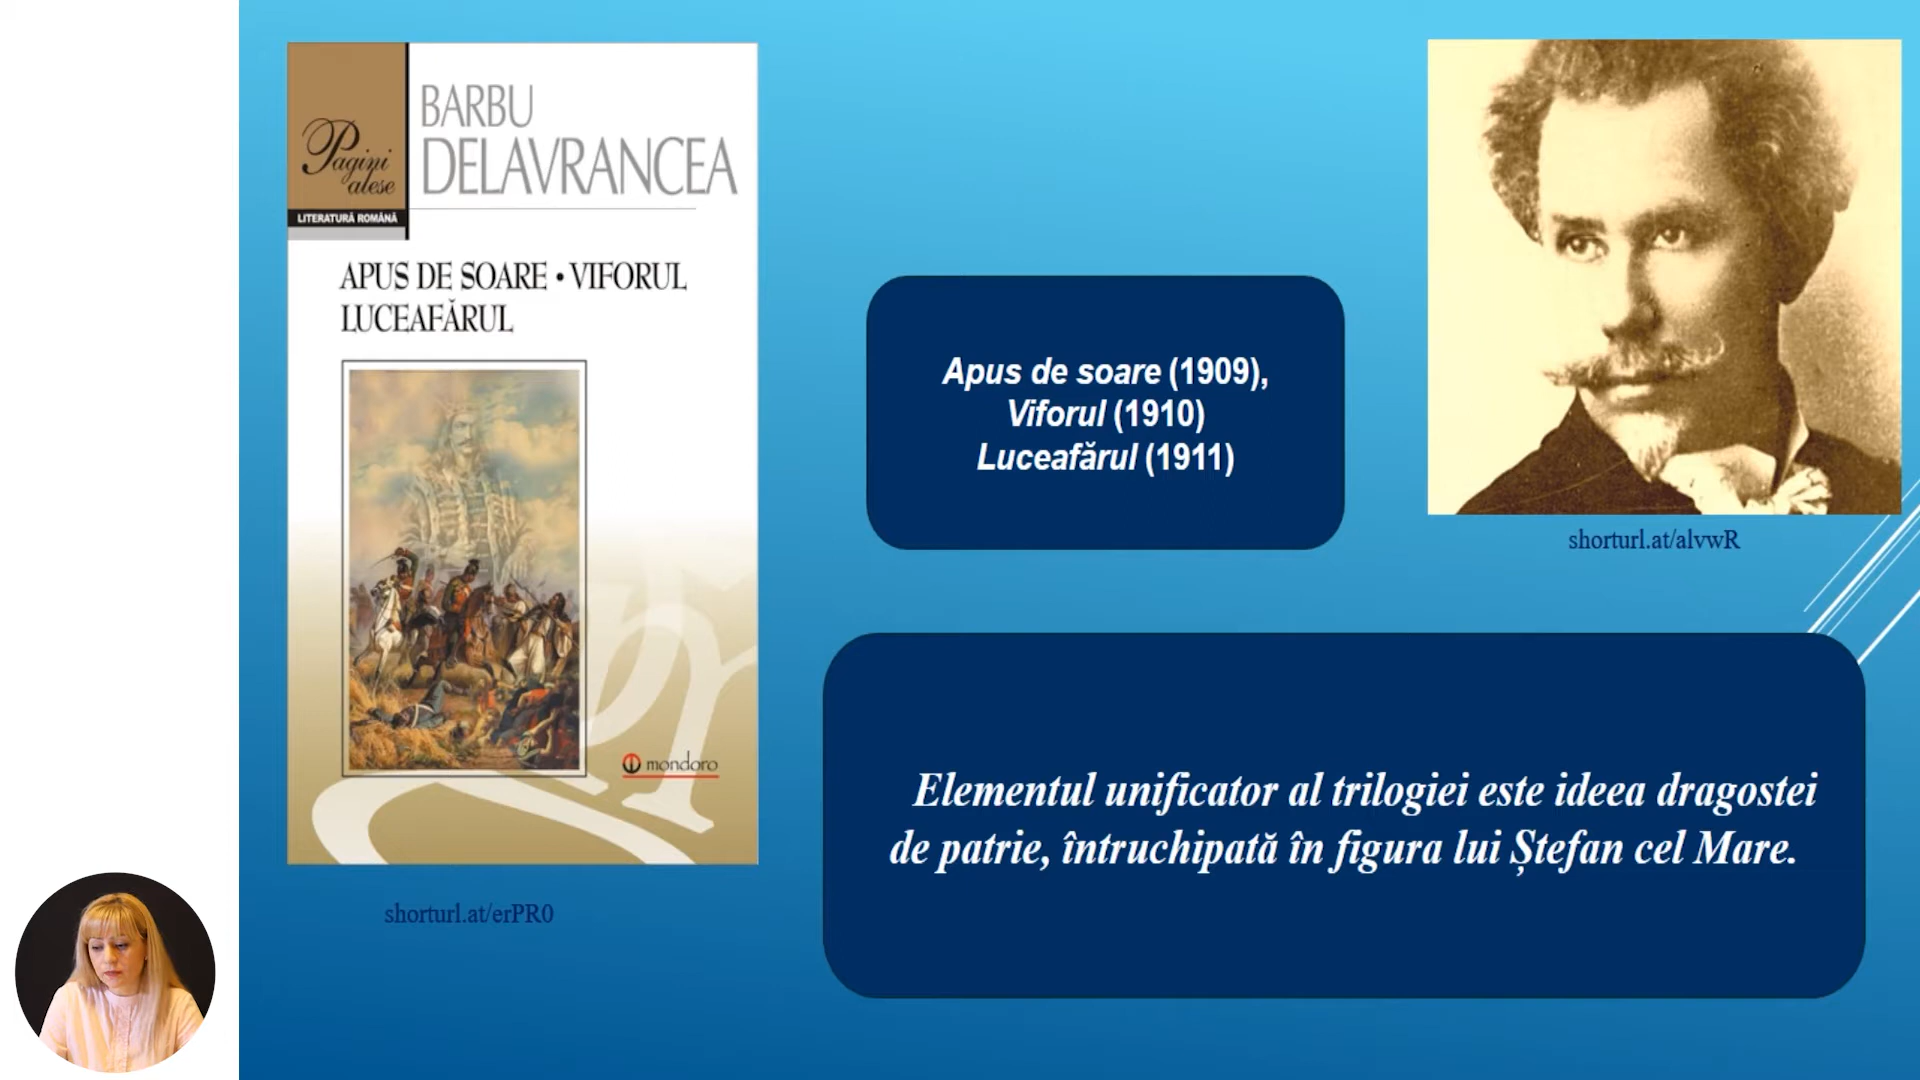 BARBU
DELAVRANCEA
Pagini
alese
LITERATURĂ ROMÂNĂ
APUS DE SOARE • VIFORUL
LUCEAFĂRUL
mondoro
shorturl.at/erPR0
Apus de soare (1909),
Viforul (1910)
Luceafărul (1911)
shorturl.at/alvwR
Elementul unificator al trilogiei este ideea dragostei
de patrie, întruchipată în figura lui Ștefan cel Mare.